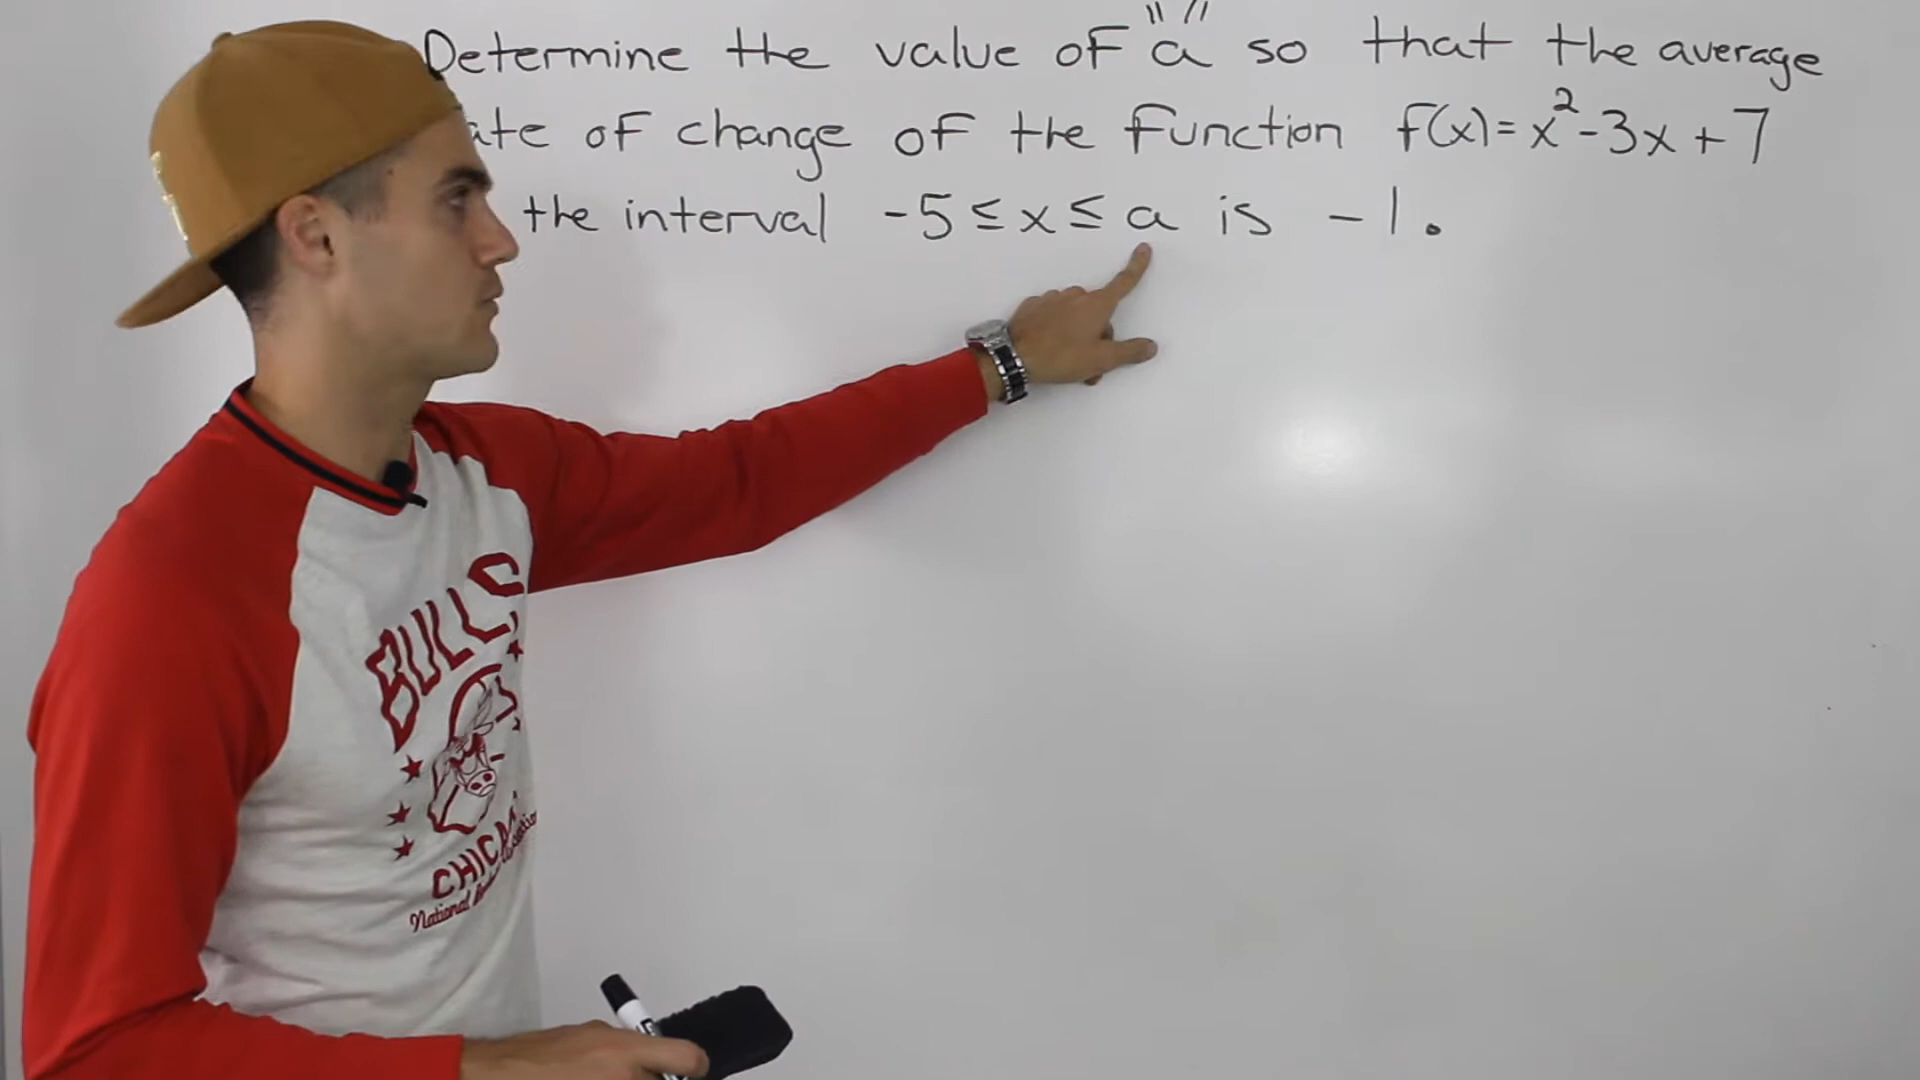 Determine the value of "a" so that the average
ate of change of the function f(x)=x²-3x+7
the interval -5≤x≤a is -1.
BULLS
CHICA
National